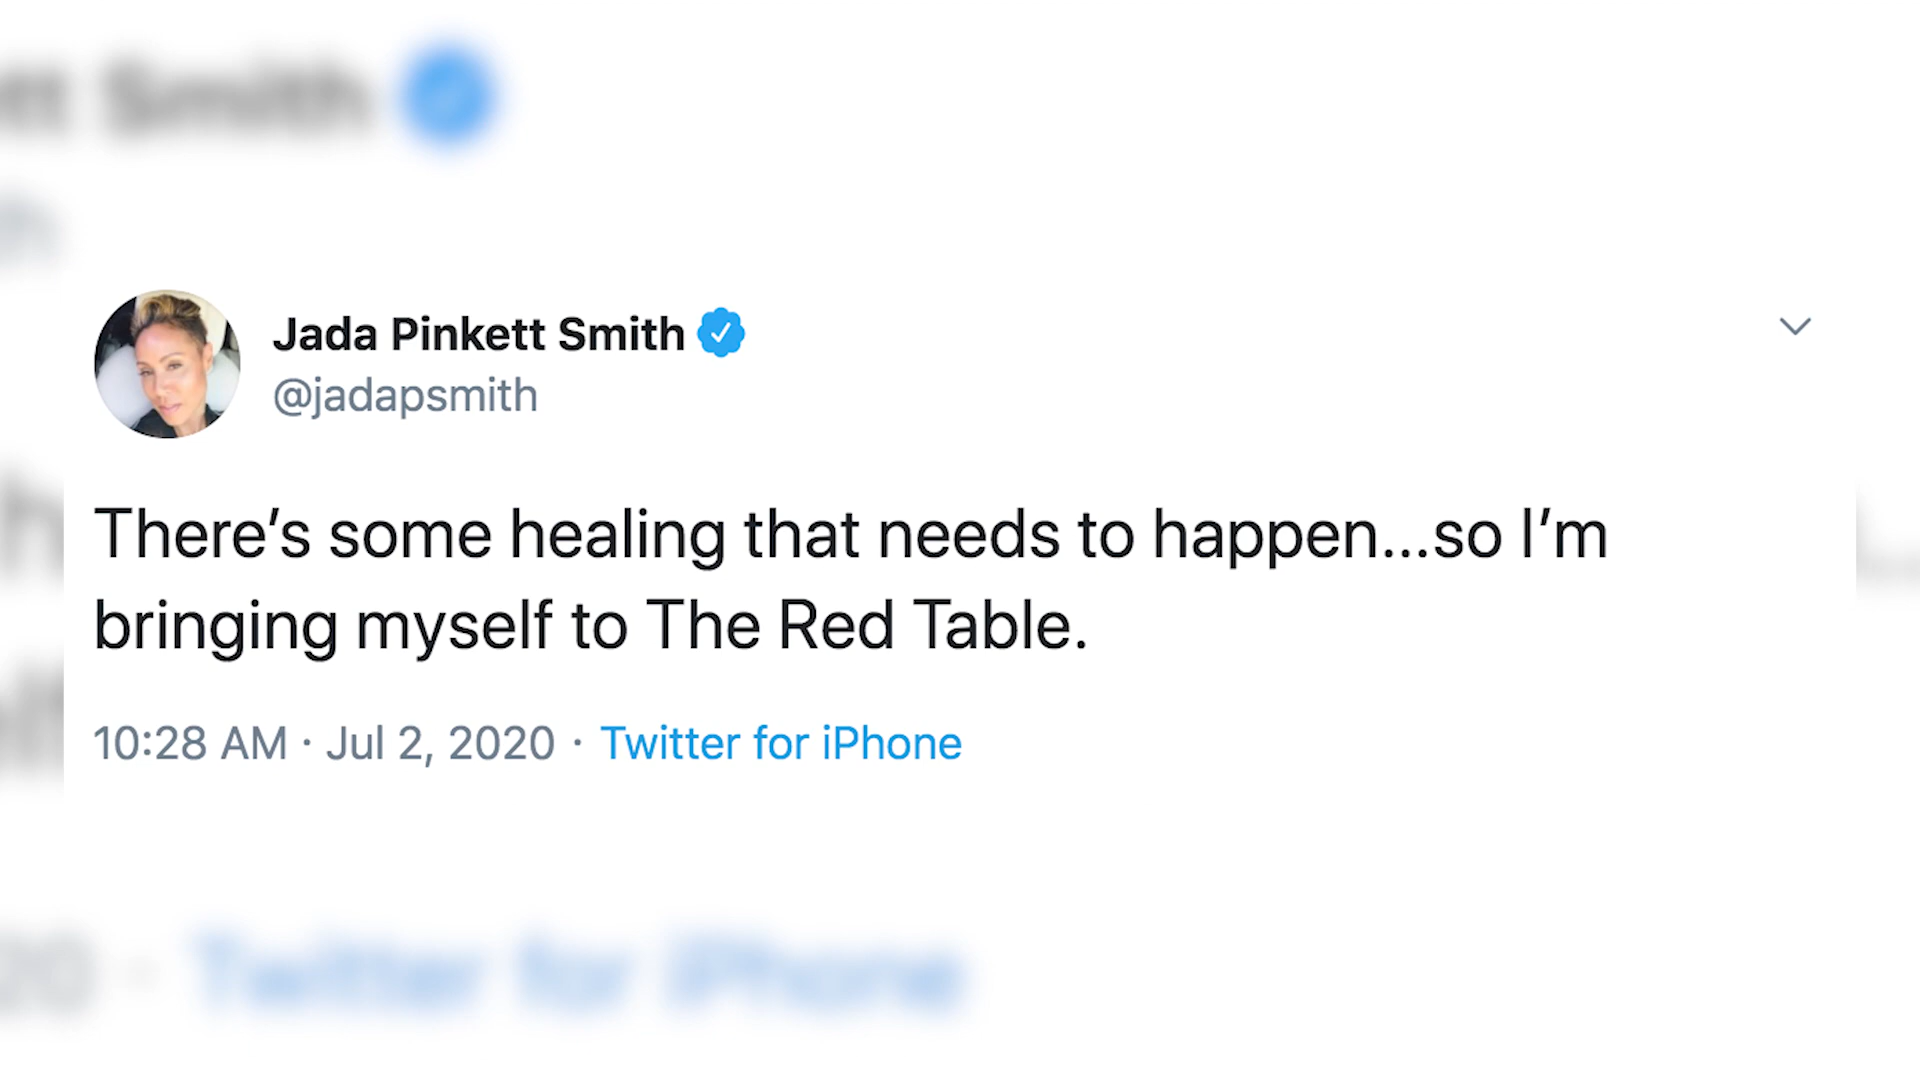 Jada Pinkett Smith
@jadapsmith
There’s some healing that needs to happen...so I’m
bringing myself to The Red Table.
10:28 AM · Jul 2, 2020 · Twitter for iPhone